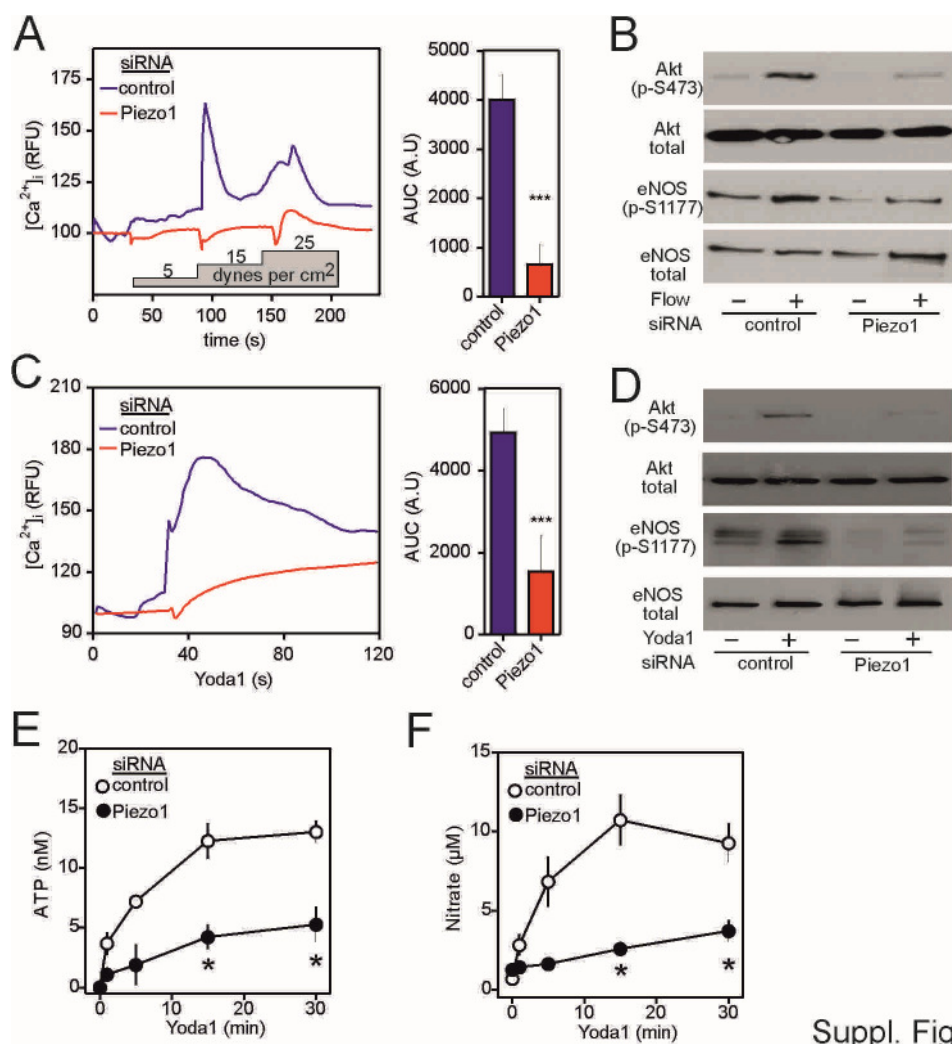 A
siRNA
control
Piezo1
[Ca2+]i (RFU)
175
150
125
100
5
15
25
dynes per cm2
0
50
100
150
200
time (s)
AUC (A.U)
5000
4000
3000
2000
1000
0
***
control
Piezo1
B
Akt
(p-S473)
Akt
total
eNOS
(p-S1177)
eNOS
total
Flow − + − +
siRNA control Piezo1
C
siRNA
control
Piezo1
[Ca2+]i (RFU)
210
180
150
120
90
0
40
80
120
Yoda1 (s)
AUC (A.U)
6000
4000
2000
0
***
control
Piezo1
D
Akt
(p-S473)
Akt
total
eNOS
(p-S1177)
eNOS
total
Yoda1 − + − +
siRNA control Piezo1
E
siRNA
control
Piezo1
ATP (nM)
20
15
10
5
0
* *
0 10 20 30
Yoda1 (min)
F
siRNA
control
Piezo1
Nitrate (µM)
15
10
5
0
* *
0 10 20 30
Yoda1 (min)
Suppl. Fig